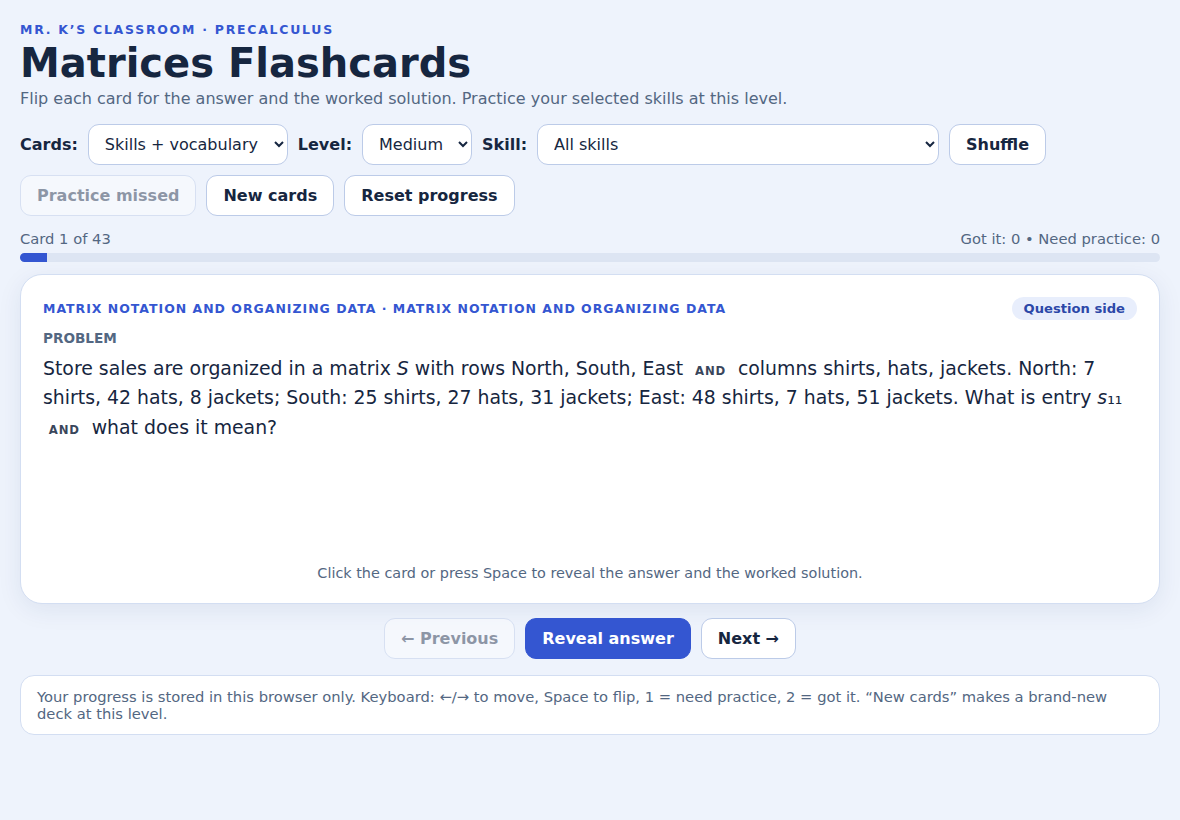 MR. K’S CLASSROOM · PRECALCULUS
Matrices Flashcards
Flip each card for the answer and the worked solution. Practice your selected skills at this level.
Cards: Skills + vocabulary Level: Medium Skill: All skills Shuffle
Practice missed New cards Reset progress
Card 1 of 43 Got it: 0 • Need practice: 0
MATRIX NOTATION AND ORGANIZING DATA · MATRIX NOTATION AND ORGANIZING DATA Question side
PROBLEM
Store sales are organized in a matrix S with rows North, South, East AND columns shirts, hats, jackets. North: 7
shirts, 42 hats, 8 jackets; South: 25 shirts, 27 hats, 31 jackets; East: 48 shirts, 7 hats, 51 jackets. What is entry s₁₁
AND what does it mean?
Click the card or press Space to reveal the answer and the worked solution.
← Previous Reveal answer Next →
Your progress is stored in this browser only. Keyboard: ←/→ to move, Space to flip, 1 = need practice, 2 = got it. “New cards” makes a brand-new
deck at this level.